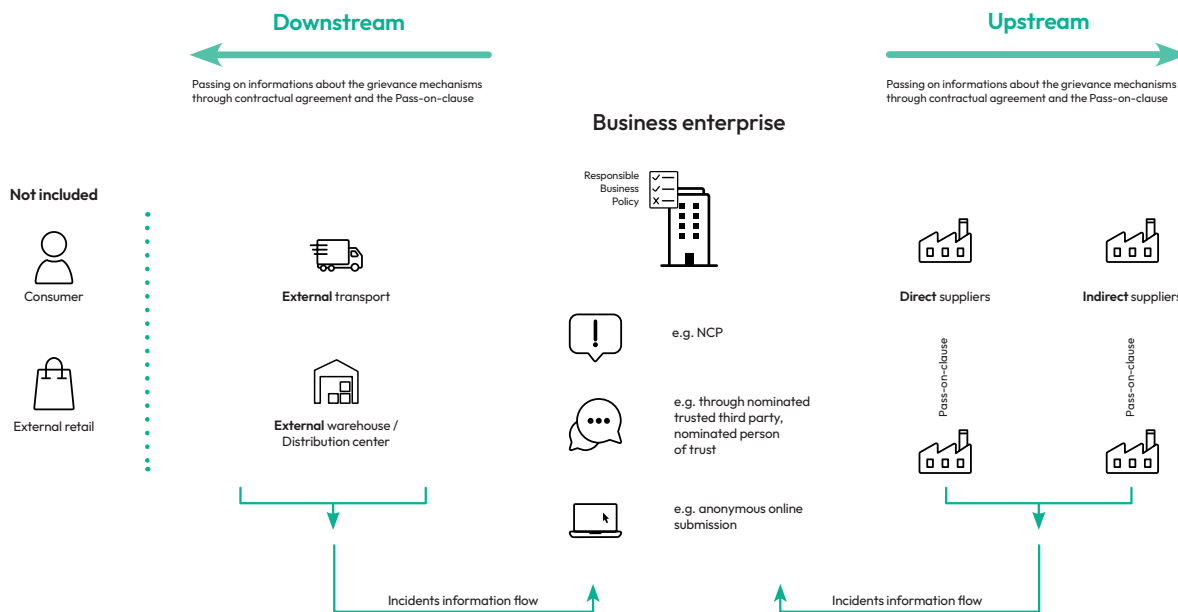 Downstream
Upstream
Passing on informations about the grievance mechanisms
through contractual agreement and the Pass-on-clause
Passing on informations about the grievance mechanisms
through contractual agreement and the Pass-on-clause
Business enterprise
Responsible
Business
Policy
Not included
Consumer
External transport
Direct suppliers
Indirect suppliers
e.g. NCP
Pass-on-clause
Pass-on-clause
External retail
External warehouse /
Distribution center
e.g. through nominated
trusted third party,
nominated person
of trust
e.g. anonymous online
submission
Incidents information flow
Incidents information flow